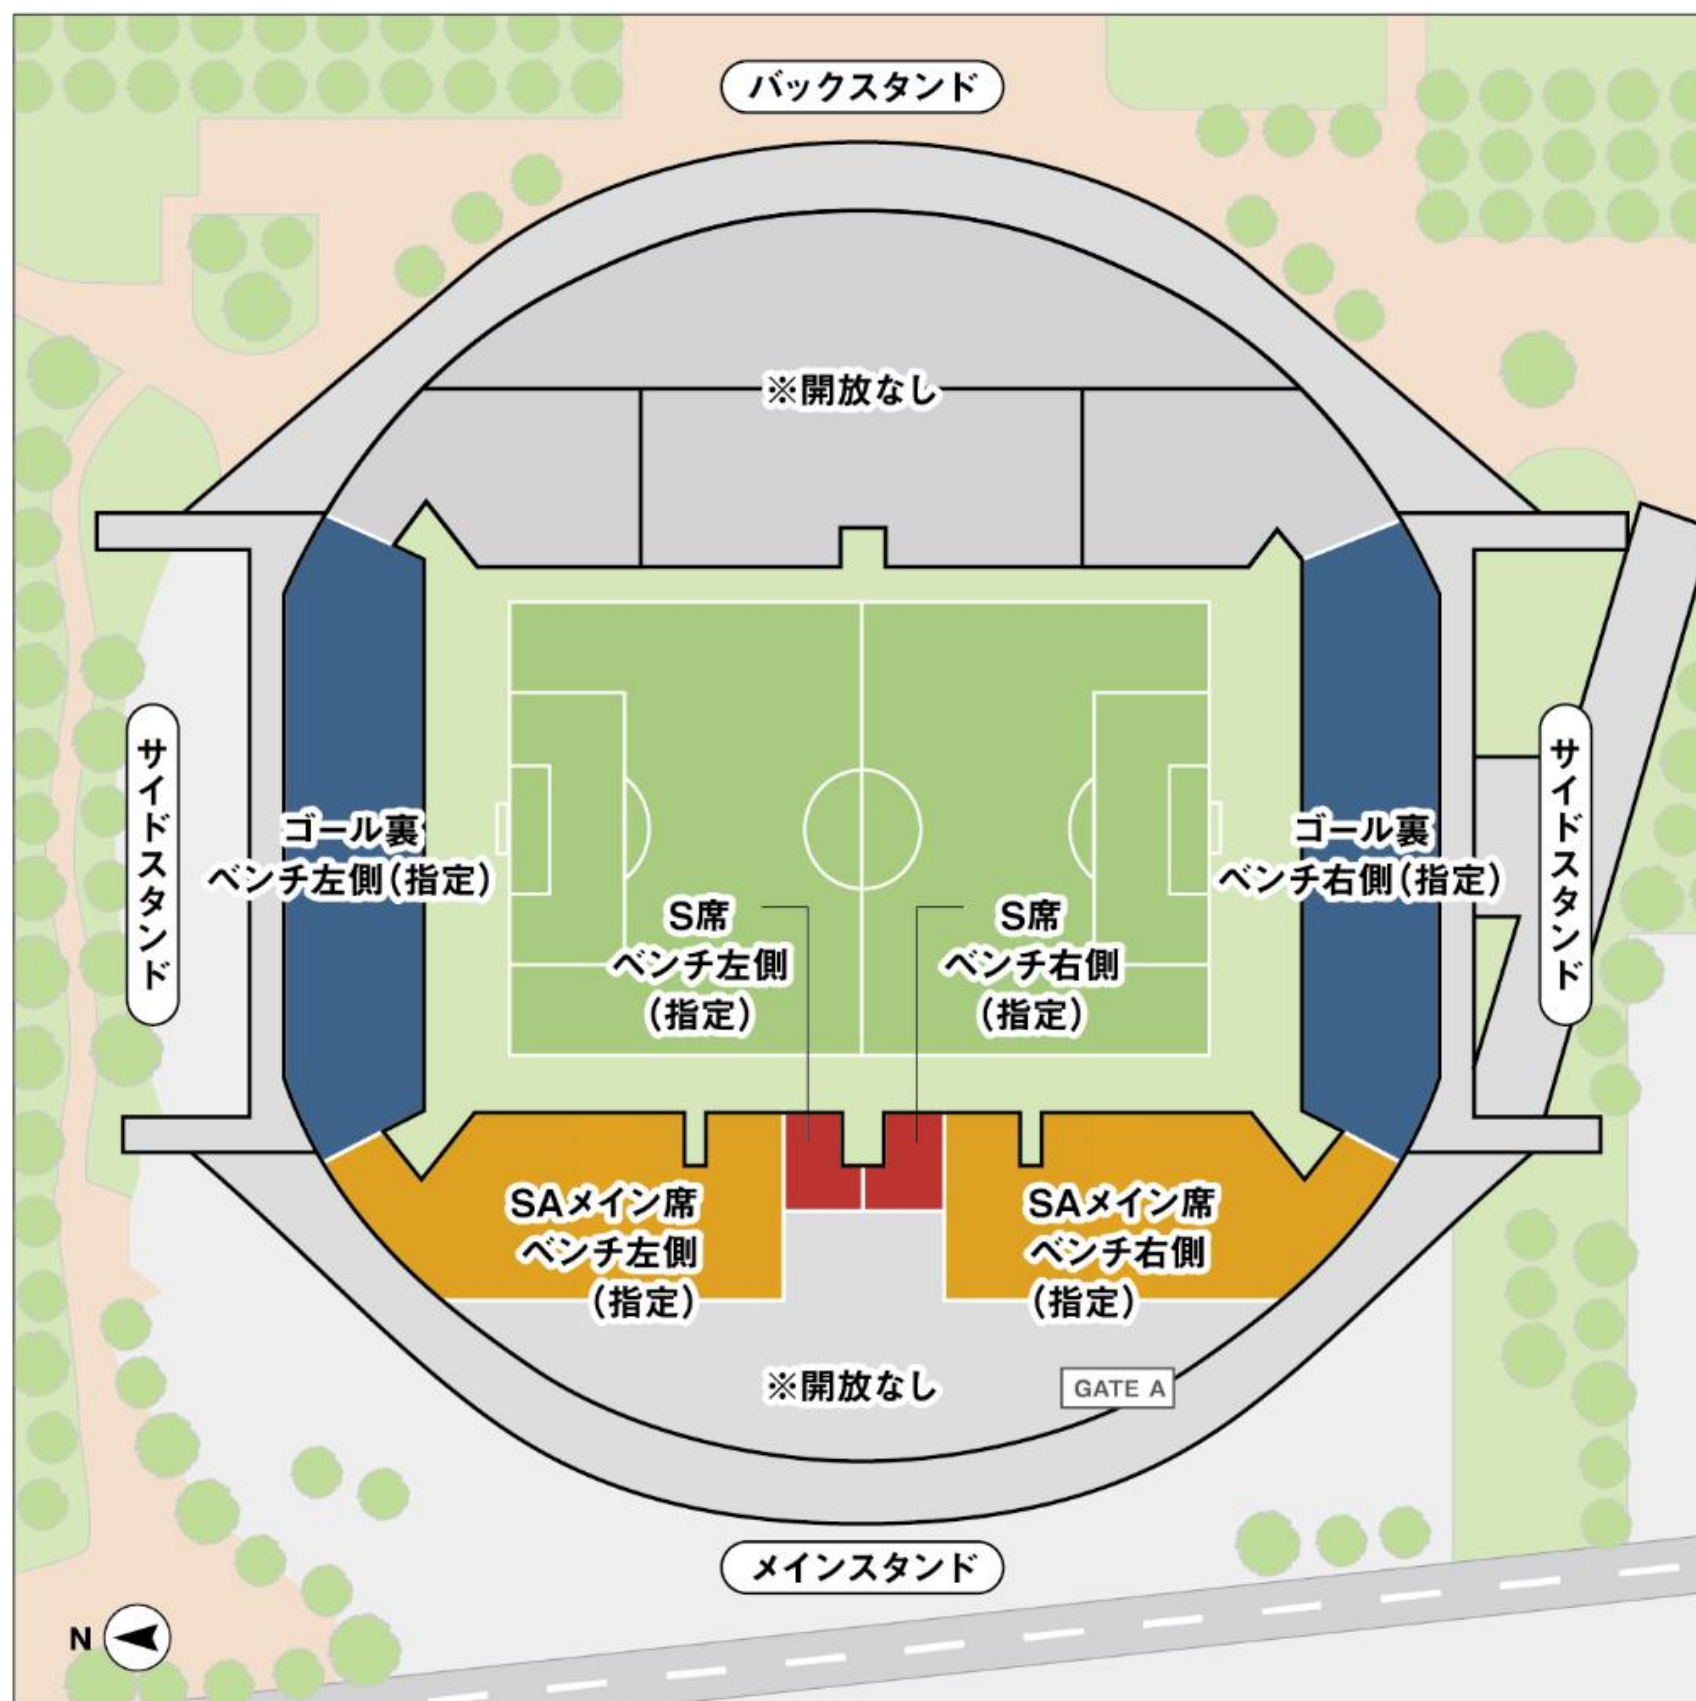 バックスタンド
※開放なし
サイドスタンド
ゴール裏
ベンチ左側(指定)
S席
ベンチ左側
(指定)
S席
ベンチ右側
(指定)
ゴール裏
ベンチ右側(指定)
サイドスタンド
SAメイン席
ベンチ左側
(指定)
SAメイン席
ベンチ右側
(指定)
※開放なし
GATE A
メインスタンド
N